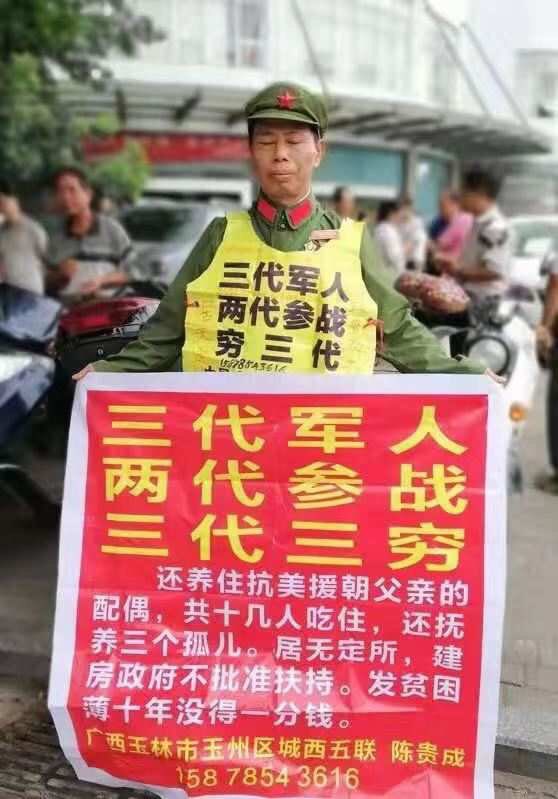 三代军人
两代参战
穷三代
15878543616
三代军人
两代参战
三代三穷
还养住抗美援朝父亲的
配偶，共十几人吃住，还抚
养三个孤儿。居无定所，建
房政府不批准扶持。发贫困
薄十年没得一分钱。
广西玉林市玉州区城西五联 陈贵成
15878543616